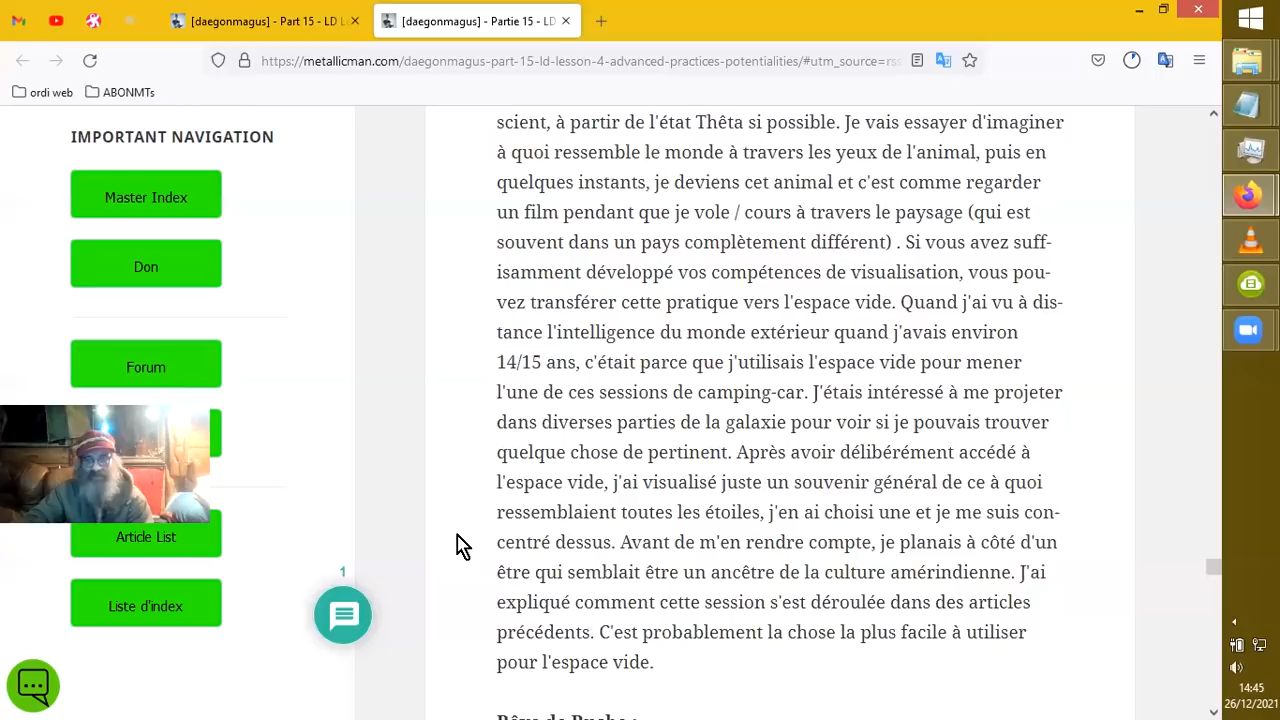 [daegonmagus] - Part 15 - LD Le
[daegonmagus] - Partie 15 - LD
https://metallicman.com/daegonmagus-part-15
lesson-4-advanced-practices-potentialities/#utm_source=rss
ordi web
ABONMTs
IMPORTANT NAVIGATION
Master Index
Don
Forum
Article List
Liste d'index
1
scient, à partir de l'état Thêta si possible. Je vais essayer d'imaginer
à quoi ressemble le monde à travers les yeux de l'animal, puis en
quelques instants, je deviens cet animal et c'est comme regarder
un film pendant que je vole / cours à travers le paysage (qui est
souvent dans un pays complètement différent) . Si vous avez suff-
isamment développé vos compétences de visualisation, vous pou-
vez transférer cette pratique vers l'espace vide. Quand j'ai vu à dis-
tance l'intelligence du monde extérieur quand j'avais environ
14/15 ans, c'était parce que j'utilisais l'espace vide pour mener
l'une de ces sessions de camping-car. J'étais intéressé à me projeter
dans diverses parties de la galaxie pour voir si je pouvais trouver
quelque chose de pertinent. Après avoir délibérément accédé à
l'espace vide, j'ai visualisé juste un souvenir général de ce à quoi
ressemblaient toutes les étoiles, j'en ai choisi une et je me suis con-
centré dessus. Avant de m'en rendre compte, je planais à côté d'un
être qui semblait être un ancêtre de la culture amérindienne. J'ai
expliqué comment cette session s'est déroulée dans des articles
précédents. C'est probablement la chose la plus facile à utiliser
pour l'espace vide.
14:45
26/12/2021